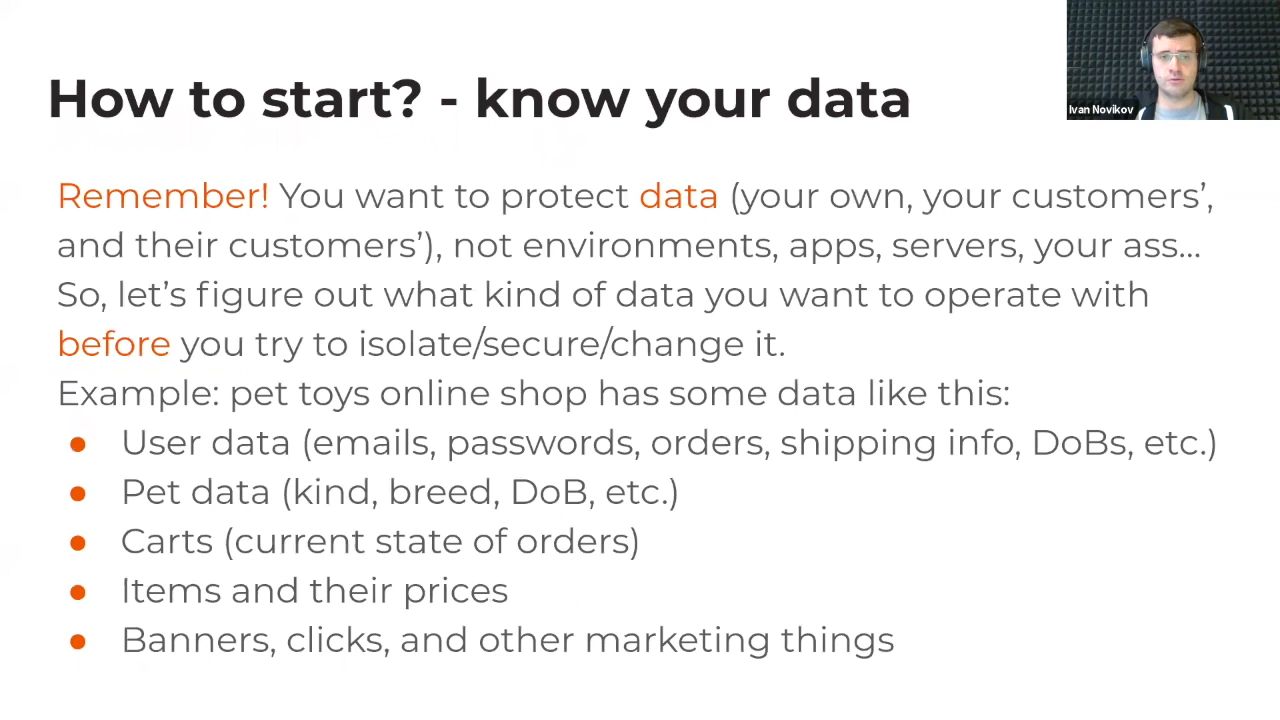 How to start? - know your data
Ivan Novikov
Remember! You want to protect data (your own, your customers’,
and their customers’), not environments, apps, servers, your ass...
So, let’s figure out what kind of data you want to operate with
before you try to isolate/secure/change it.
Example: pet toys online shop has some data like this:
● User data (emails, passwords, orders, shipping info, DoBs, etc.)
● Pet data (kind, breed, DoB, etc.)
● Carts (current state of orders)
● Items and their prices
● Banners, clicks, and other marketing things